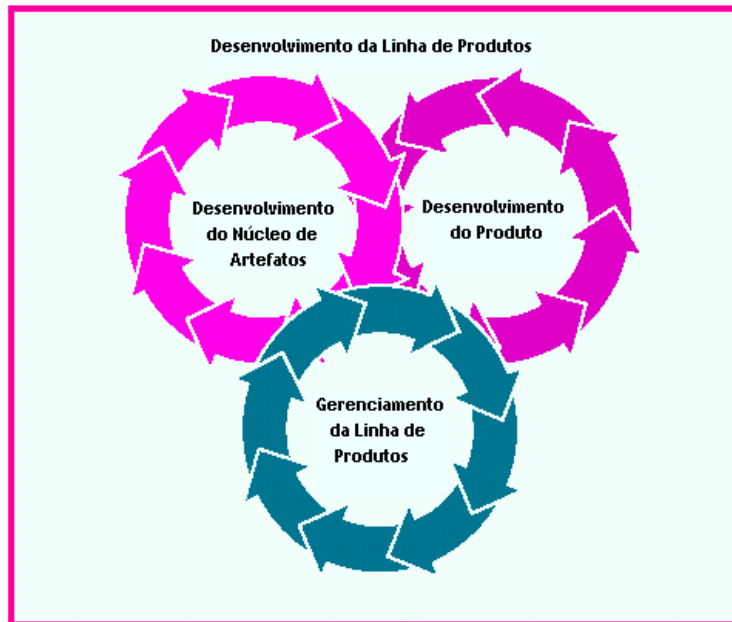 Desenvolvimento da Linha de Produtos
Desenvolvimento
do Núcleo de
Artefatos
Desenvolvimento
do Produto
Gerenciamento
da Linha de
Produtos